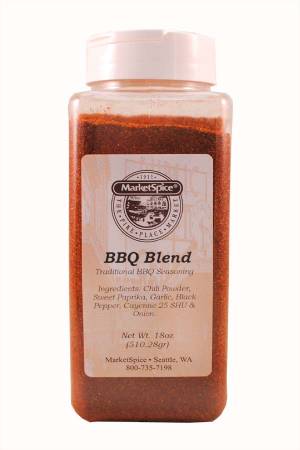 1911
MarketSpice®
THE PIKE PLACE MARKET
BBQ Blend
Traditional BBQ Seasoning
Ingredients: Chili Powder,
Sweet Paprika, Garlic, Black
Pepper, Cayenne 25 SHU &
Onion.
Net Wt. 18oz
(510.28gr)
MarketSpice • Seattle, WA
800-735-7198